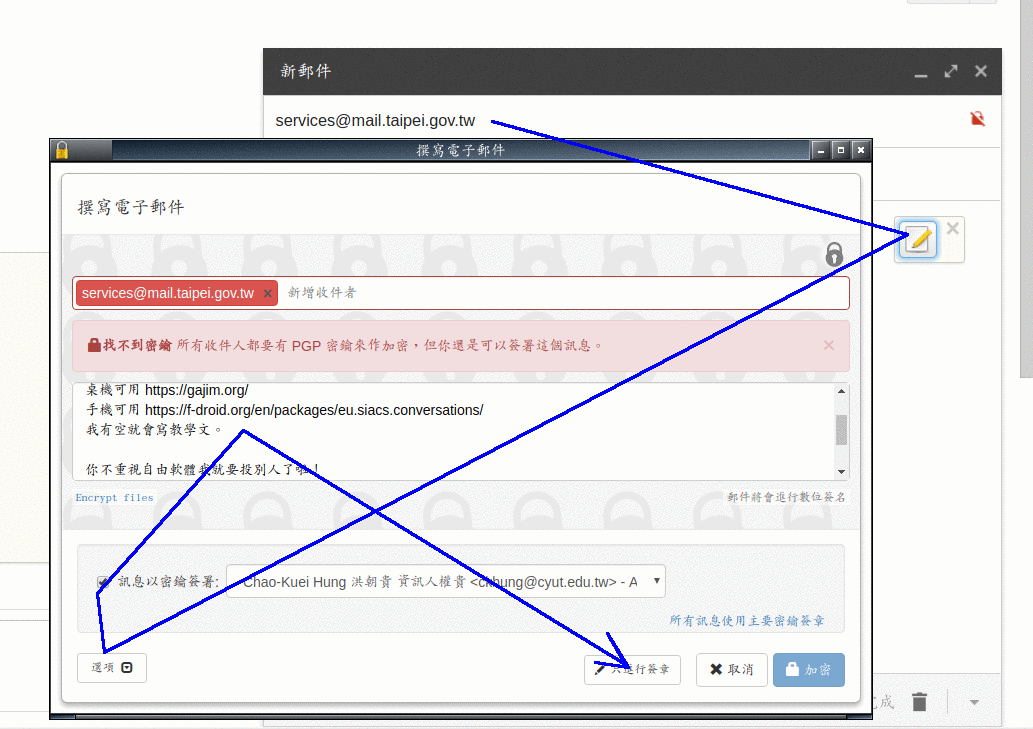 新郵件
services@mail.taipei.gov.tw
撰寫電子郵件
撰寫電子郵件
services@mail.taipei.gov.tw × 新增收件者
找不到密鑰 所有收件人都要有 PGP 密鑰來作加密，但你還是可以簽署這個訊息。
桌機可用 https://gajim.org/
手機可用 https://f-droid.org/en/packages/eu.siacs.conversations/
我有空就會寫教學文。
你不重視自由軟體我就要投別人了啦！
Encrypt files
郵件將會進行數位簽名
訊息以密鑰簽署:
Chao-Kuei Hung 洪朝貴 資訊人權貴 <ckhung@cyut.edu.tw> - A
所有訊息使用主要密鑰簽章
選項
只進行簽章
取消
加密
成